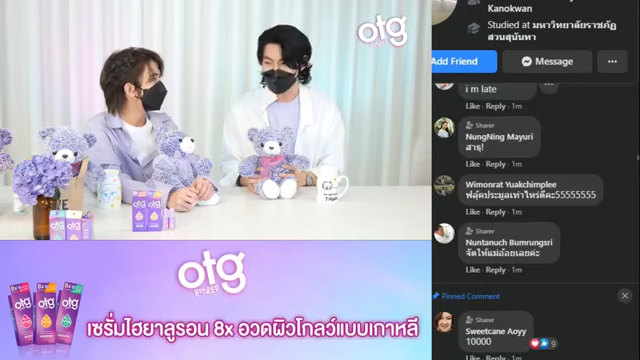 otg
otg
เซรั่มไฮยาลูรอน 8x อวดผิวโกลว์แบบเกาหลี
Kanokwan
Studied at มหาวิทยาลัยราชภัฏ
สวนสุนันทา
Add Friend
Message
i m late
Like · Reply · 1m
Sharer
NungNing Mayuri
สาธุ!
Like · Reply · 1m
Wimonrat Yuakchimplee
ฟลุ๊คประมูลเท่าไหร่ดีคะ55555555
Like · Reply · 1m
Sharer
Nuntanuch Bumrungsri
จัดให้แม่อ้อยเลยค่ะ
Like · Reply · 1m
Pinned Comment
Sharer
Sweetcane Aoyy
10000
9
Like · Reply · 1m